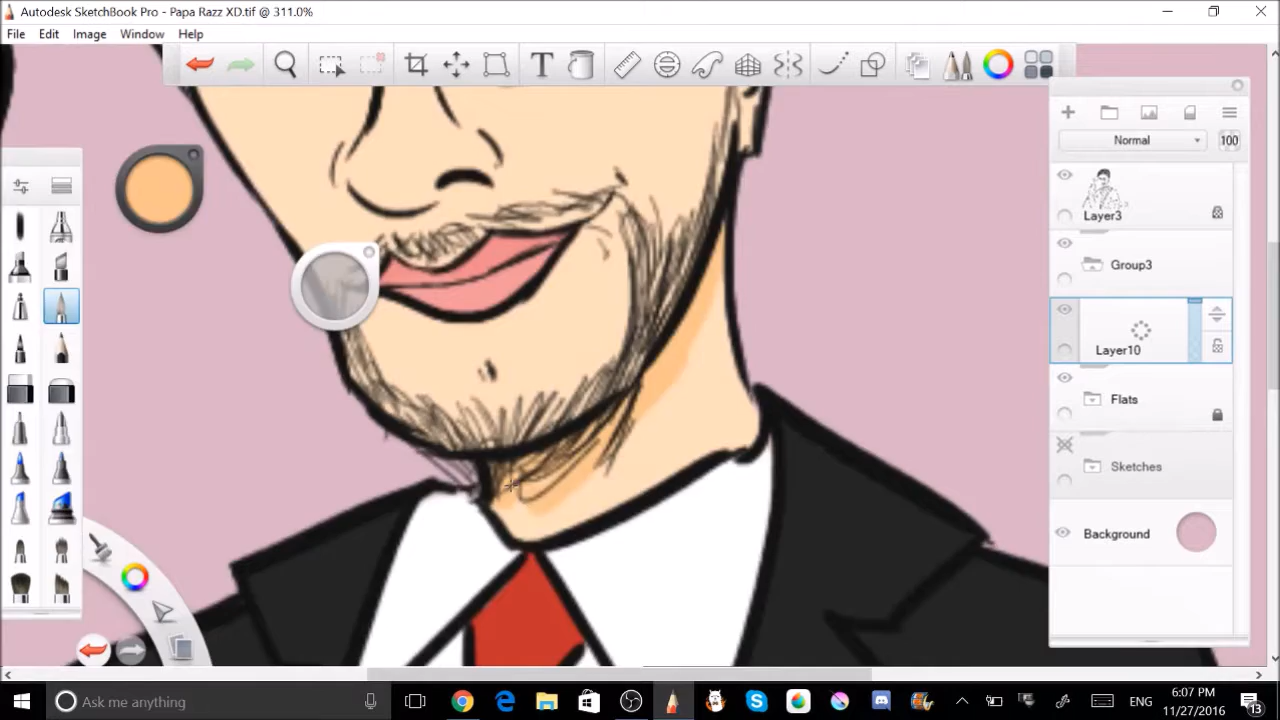 Autodesk SketchBook Pro - Papa Razz XD.tif @ 311.0%
File Edit Image Window Help
T
Normal 100
Layer3
Group3
Layer10
Flats
Sketches
Background
Ask me anything
ENG
6:07 PM
11/27/2016
13